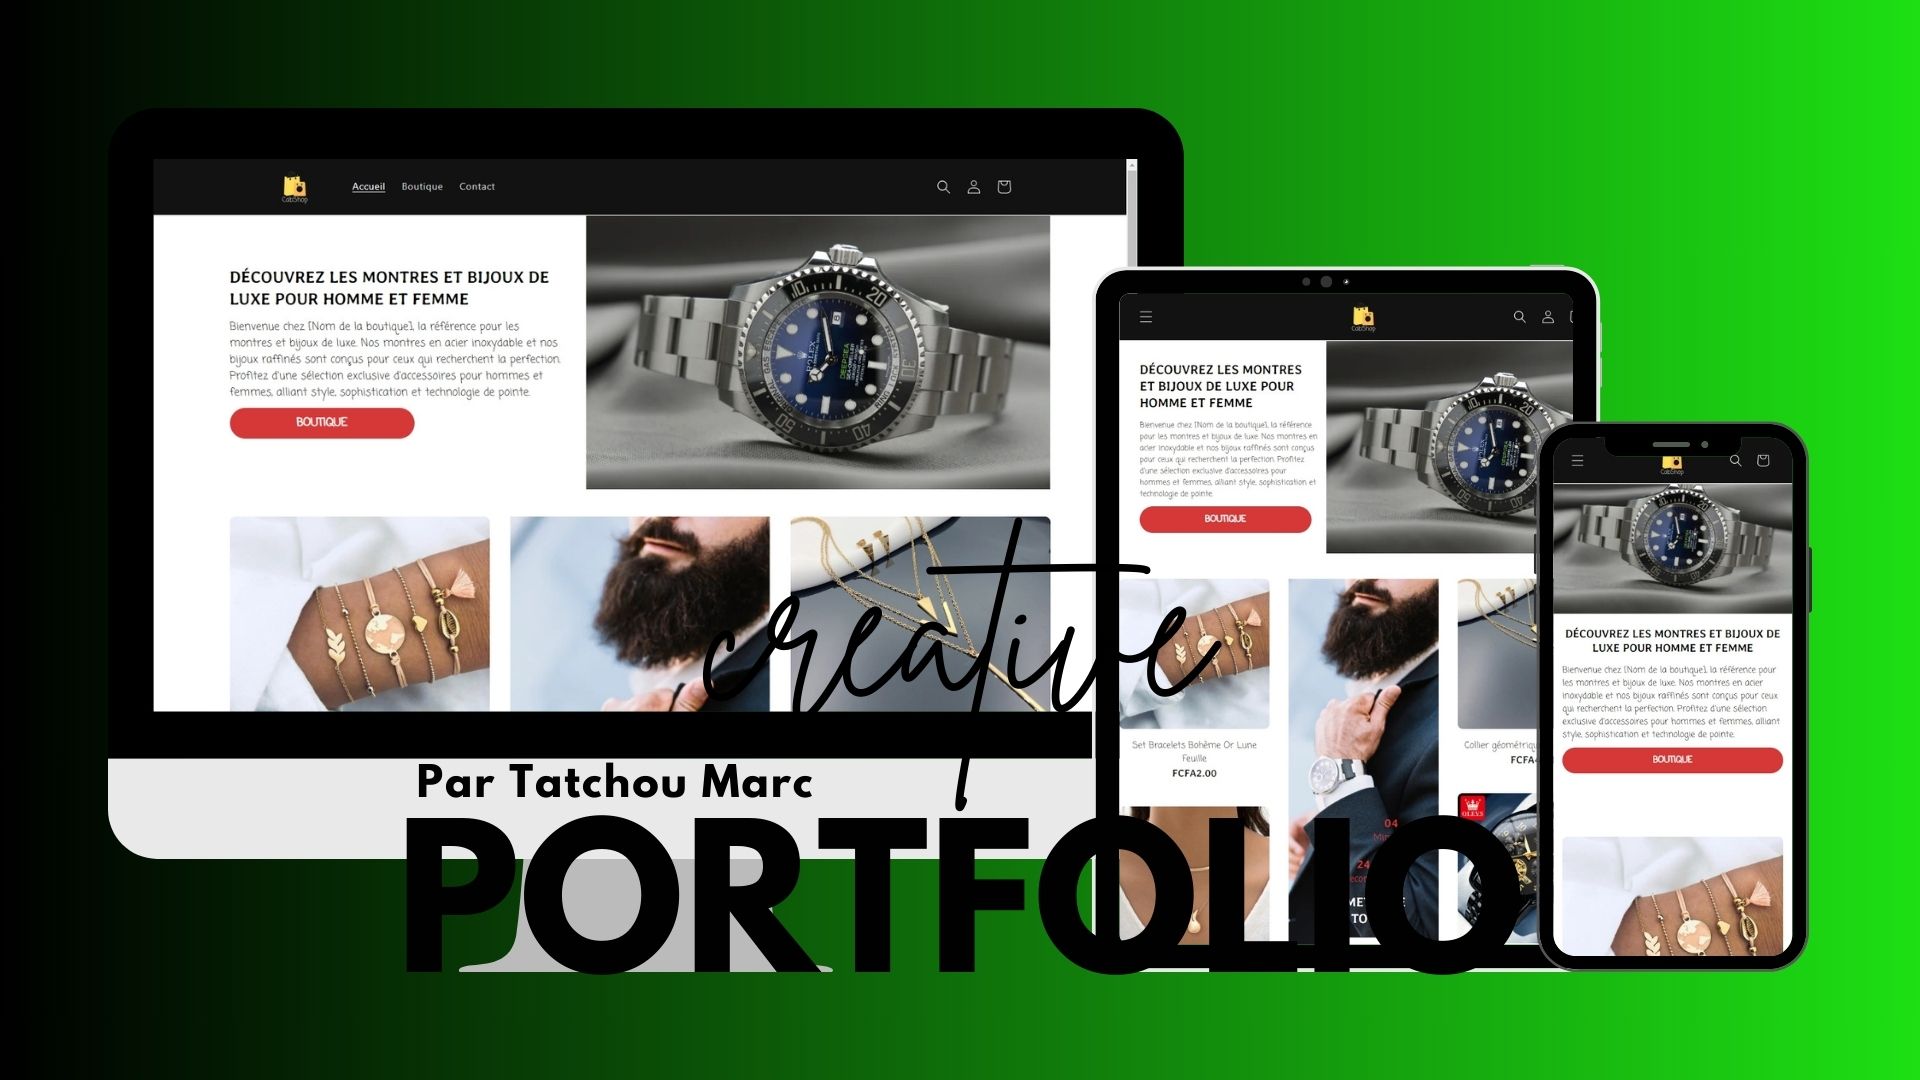 CabShop
Accueil Boutique Contact
DÉCOUVREZ LES MONTRES ET BIJOUX DE
LUXE POUR HOMME ET FEMME
Bienvenue chez [Nom de la boutique], la référence pour les
montres et bijoux de luxe. Nos montres en acier inoxydable et nos
bijoux raffinés sont conçus pour ceux qui recherchent la perfection.
Profitez d'une sélection exclusive d'accessoires pour hommes et
femmes, alliant style, sophistication et technologie de pointe.
BOUTIQUE
ROLEX
DEEPSEA
creative
Par Tatchou Marc
PORTFOLIO
DÉCOUVREZ LES MONTRES
ET BIJOUX DE LUXE POUR
HOMME ET FEMME
Bienvenue chez [Nom de la boutique], la référence
pour les montres et bijoux de luxe. Nos montres en
acier inoxydable et nos bijoux raffinés sont conçus
pour ceux qui recherchent la perfection. Profitez
d'une sélection exclusive d'accessoires pour
hommes et femmes, alliant style, sophistication et
technologie de pointe.
BOUTIQUE
Set Bracelets Bohème Or Lune
Feuille
FCFA2.00
Collier géométriq
FCFA
04
24
OLEVS
DÉCOUVREZ LES MONTRES ET BIJOUX DE
LUXE POUR HOMME ET FEMME
Bienvenue chez [Nom de la boutique], la référence pour
les montres et bijoux de luxe. Nos montres en acier
inoxydable et nos bijoux raffinés sont conçus pour ceux
qui recherchent la perfection. Profitez d'une sélection
exclusive d'accessoires pour hommes et femmes, alliant
style, sophistication et technologie de pointe.
BOUTIQUE